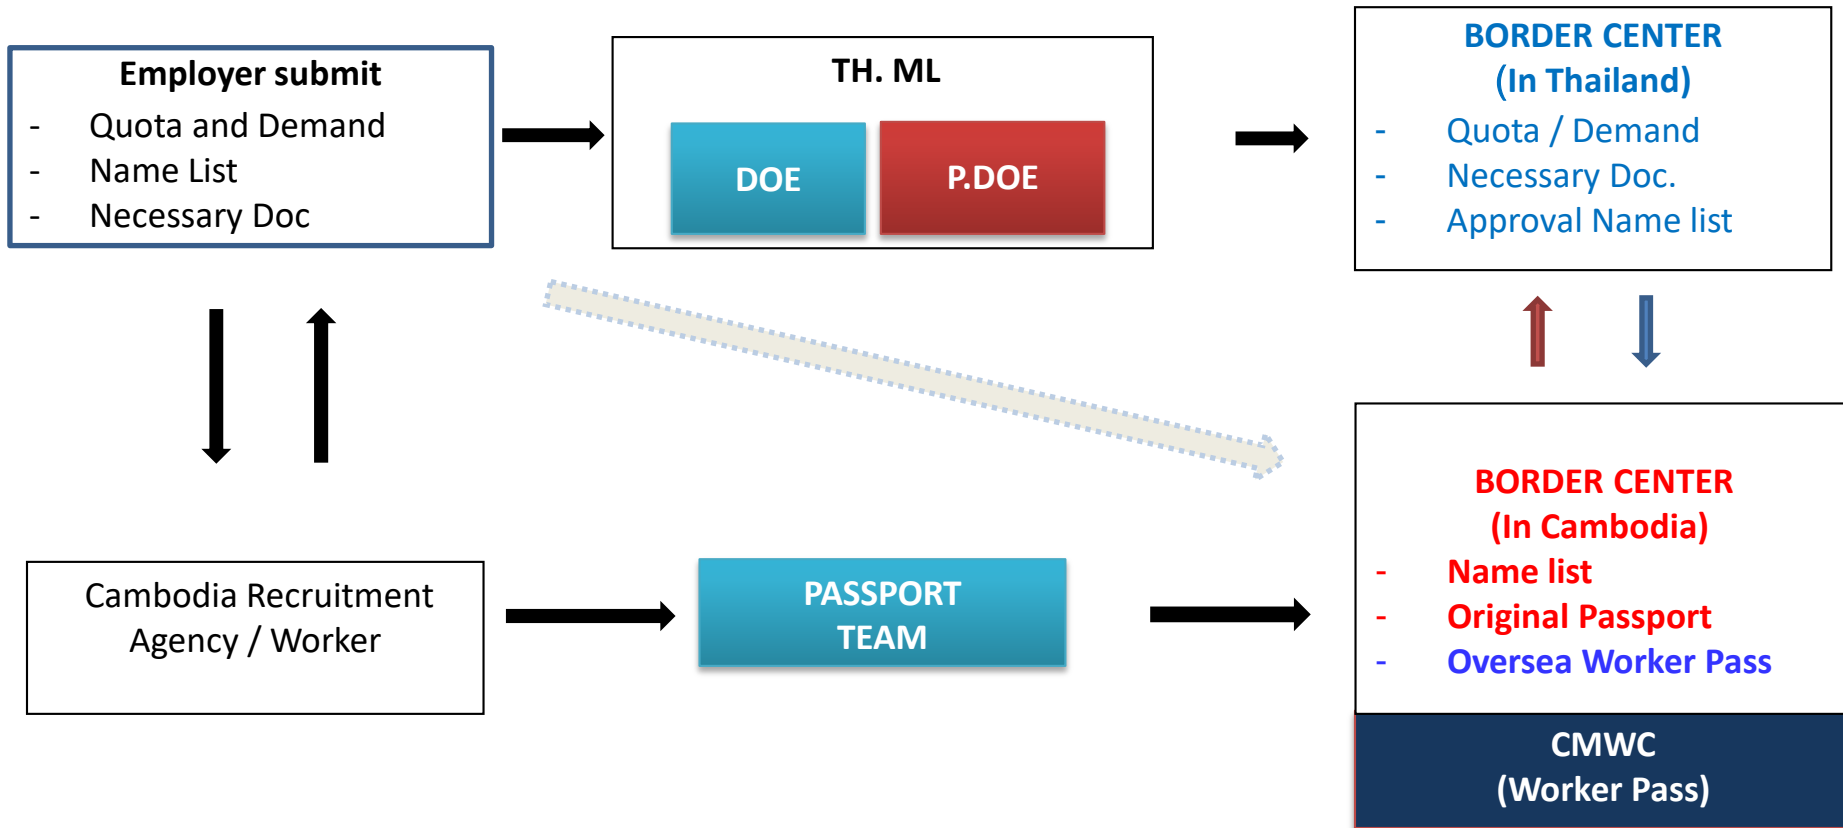 Employer submit
- Quota and Demand
- Name List
- Necessary Doc
TH. ML
DOE
P.DOE
BORDER CENTER
(In Thailand)
- Quota / Demand
- Necessary Doc.
- Approval Name list
Cambodia Recruitment
Agency / Worker
PASSPORT
TEAM
BORDER CENTER
(In Cambodia)
- Name list
- Original Passport
- Oversea Worker Pass
CMWC
(Worker Pass)